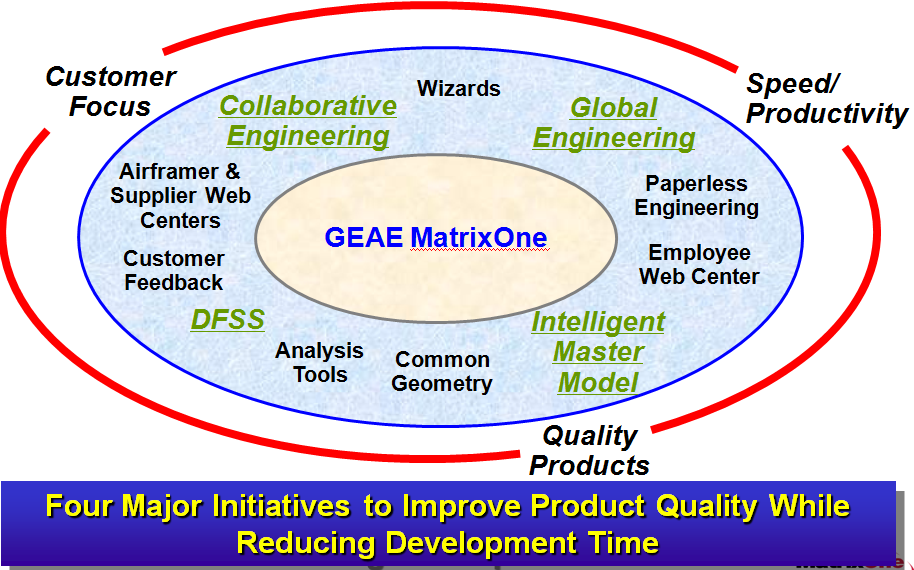 Customer
Focus
Speed/
Productivity
Wizards
Collaborative
Engineering
Global
Engineering
Airframer &
Supplier Web
Centers
Paperless
Engineering
GEAE MatrixOne
Customer
Feedback
Employee
Web Center
DFSS
Intelligent
Master
Model
Analysis
Tools
Common
Geometry
Quality
Products
Four Major Initiatives to Improve Product Quality While
Reducing Development Time